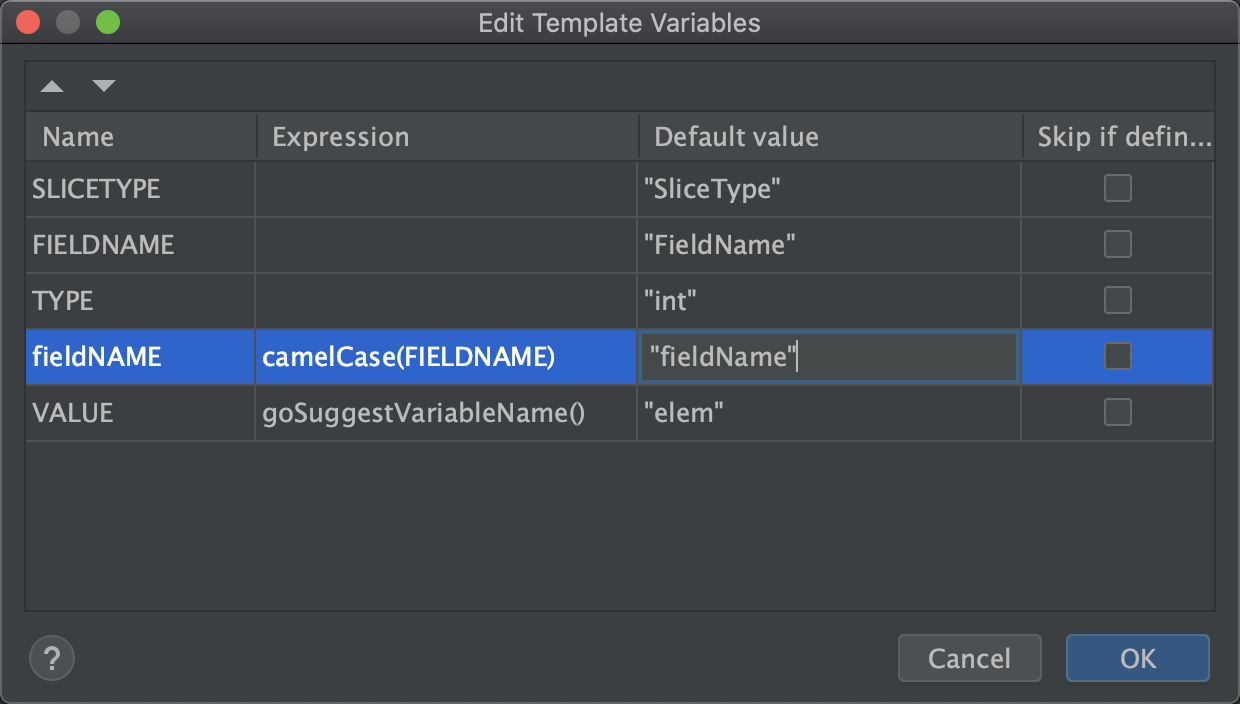 Edit Template Variables
Name Expression Default value Skip if defin...
SLICETYPE "SliceType"
FIELDNAME "FieldName"
TYPE "int"
fieldNAME camelCase(FIELDNAME) "fieldName"
VALUE goSuggestVariableName() "elem"
? Cancel OK